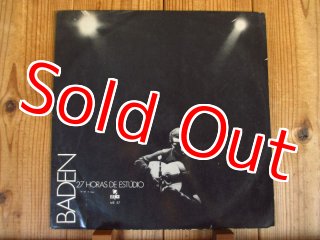 Sold Out
BADEN
27 HORAS DE ESTÚDIO